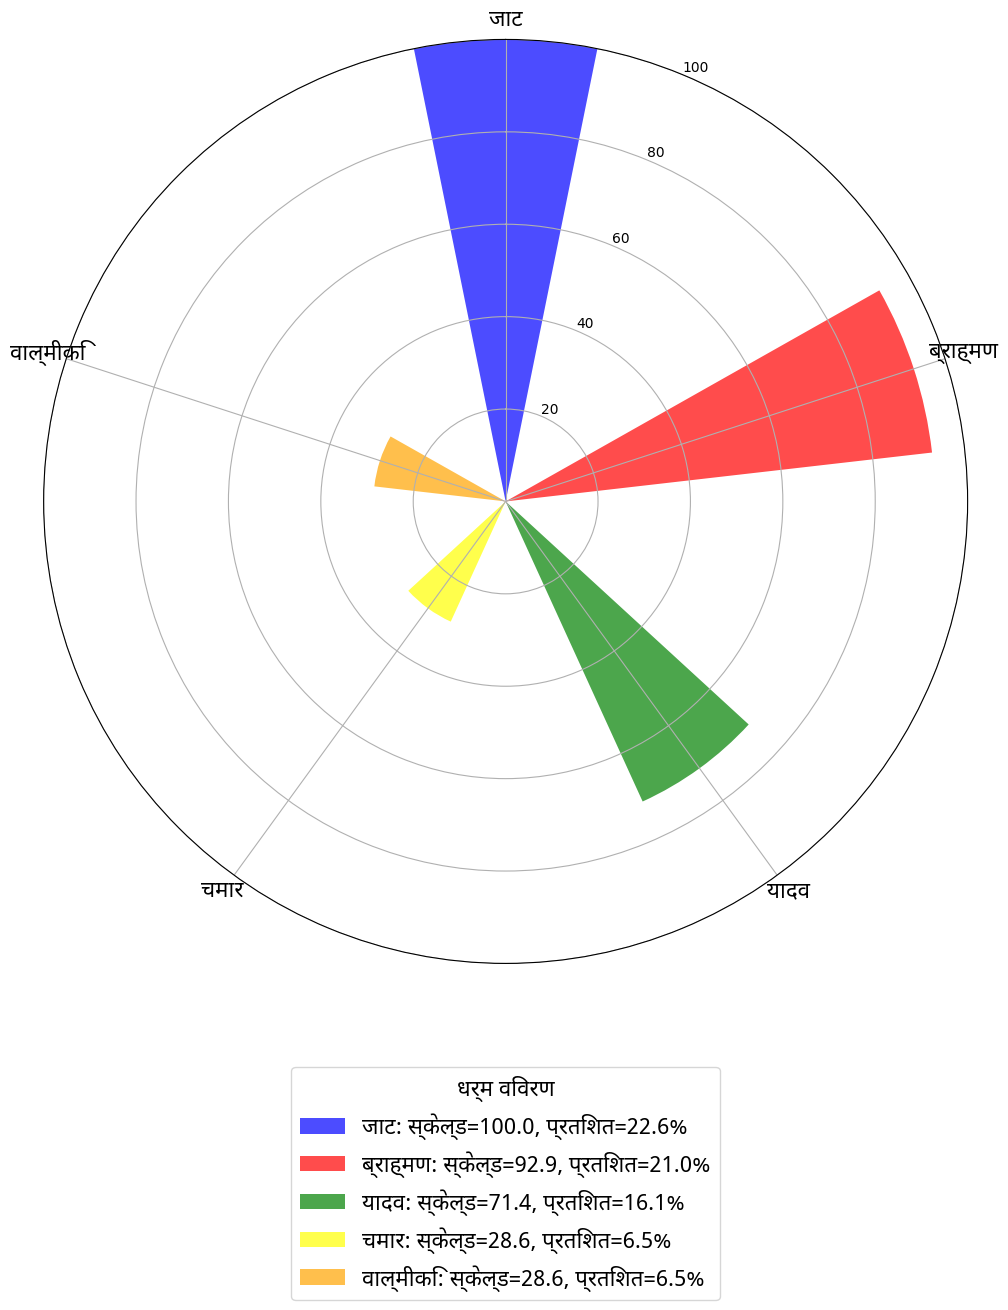 जाट
100
80
60
40
20
वाल्मीकि
ब्राह्मण
चमार
यादव
धर्म विवरण
जाट: स्केल्ड=100.0, प्रतिशत=22.6%
ब्राह्मण: स्केल्ड=92.9, प्रतिशत=21.0%
यादव: स्केल्ड=71.4, प्रतिशत=16.1%
चमार: स्केल्ड=28.6, प्रतिशत=6.5%
वाल्मीकि: स्केल्ड=28.6, प्रतिशत=6.5%